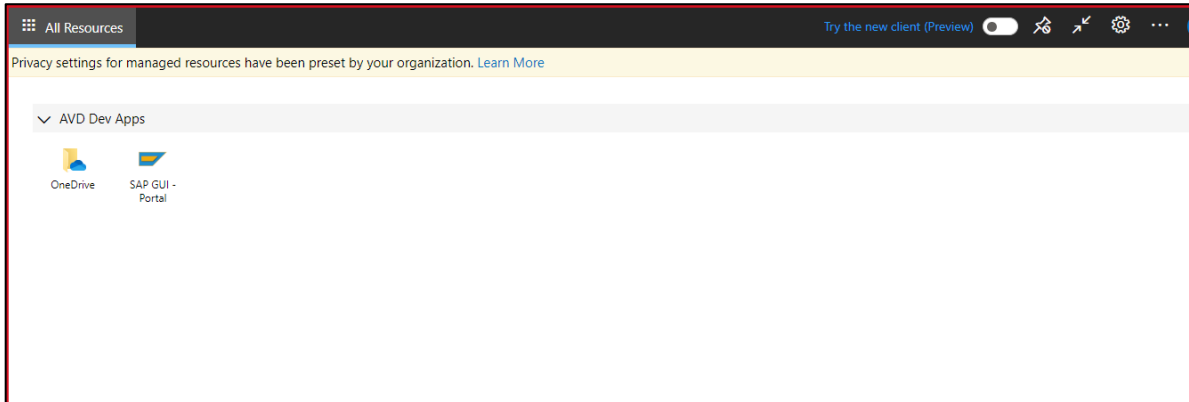 All Resources
Try the new client (Preview)
Privacy settings for managed resources have been preset by your organization. Learn More
AVD Dev Apps
OneDrive
SAP GUI -
Portal